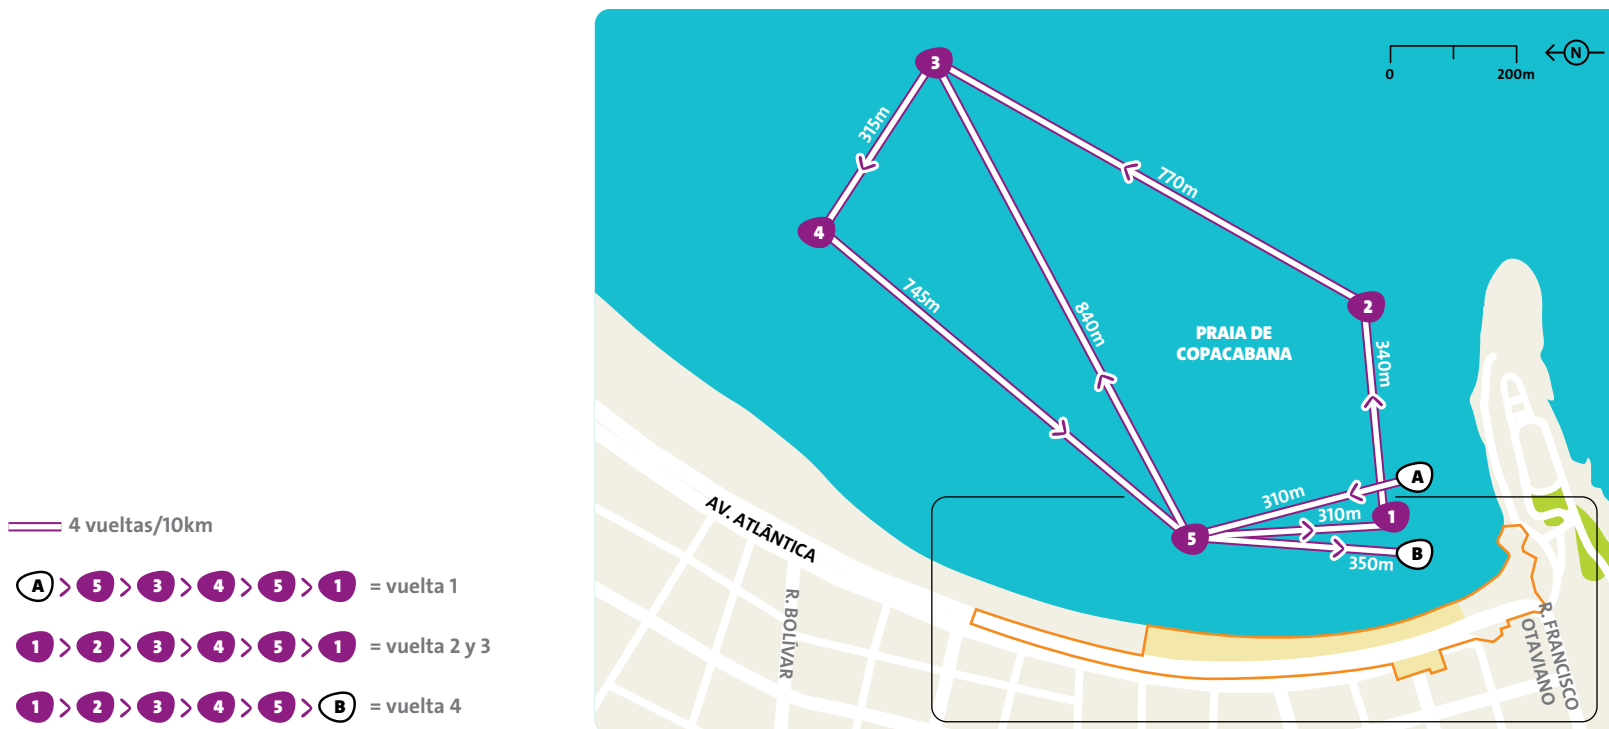 3
N
0
200m
315m
770m
4
745m
2
840m
PRAIA DE
COPACABANA
340m
A
310m
310m
1
5
B
350m
AV. ATLÂNTICA
R. BOLÍVAR
R. FRANCISCO
OTAVIANO
4 vueltas/10km
A > 5 > 3 > 4 > 5 > 1 = vuelta 1
1 > 2 > 3 > 4 > 5 > 1 = vuelta 2 y 3
1 > 2 > 3 > 4 > 5 > B = vuelta 4